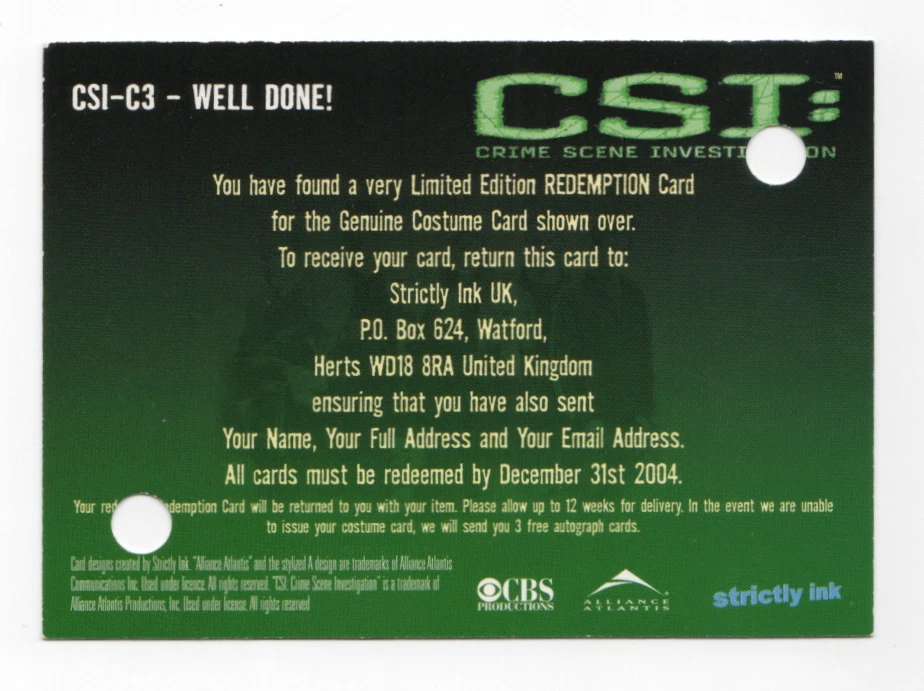 CSI-C3 - WELL DONE!
CSI: ™
CRIME SCENE INVESTI ON
You have found a very Limited Edition REDEMPTION Card
for the Genuine Costume Card shown over.
To receive your card, return this card to:
Strictly Ink UK,
P.O. Box 624, Watford,
Herts WD18 8RA United Kingdom
ensuring that you have also sent
Your Name, Your Full Address and Your Email Address.
All cards must be redeemed by December 31st 2004.
Your red demption Card will be returned to you with your item. Please allow up to 12 weeks for delivery. In the event we are unable
to issue your costume card, we will send you 3 free autograph cards.
Card designs created by Strictly Ink. "Alliance Atlantis" and the stylized A design are trademarks of Alliance Atlantis
Communications Inc. Used under licence. All rights reserved. "CSI: Crime Scene Investigation" is a trademark of
Alliance Atlantis Productions, Inc. Used under license. All rights reserved
CBS
PRODUCTIONS
ALLIANCE
ATLANTIS
strictly ink